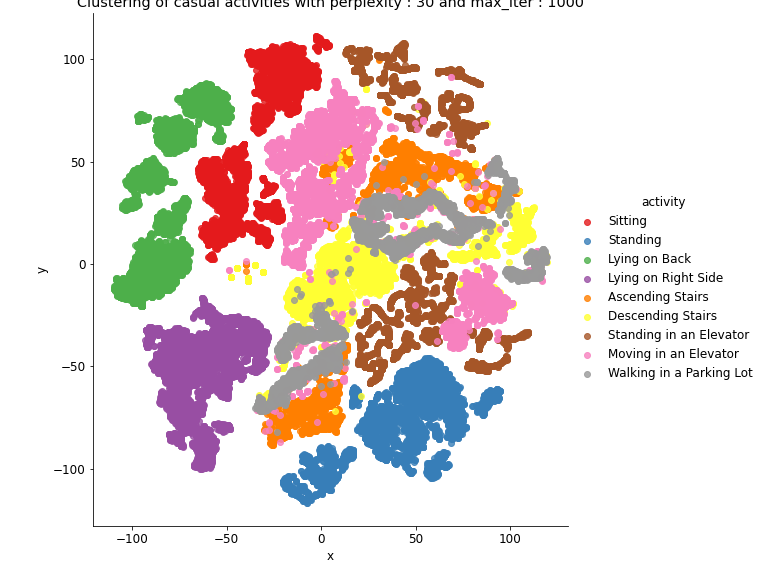 Clustering of casual activities with perplexity : 30 and max_iter : 1000
100
50
0
−50
−100
y
−100
−50
0
50
100
x
activity
Sitting
Standing
Lying on Back
Lying on Right Side
Ascending Stairs
Descending Stairs
Standing in an Elevator
Moving in an Elevator
Walking in a Parking Lot